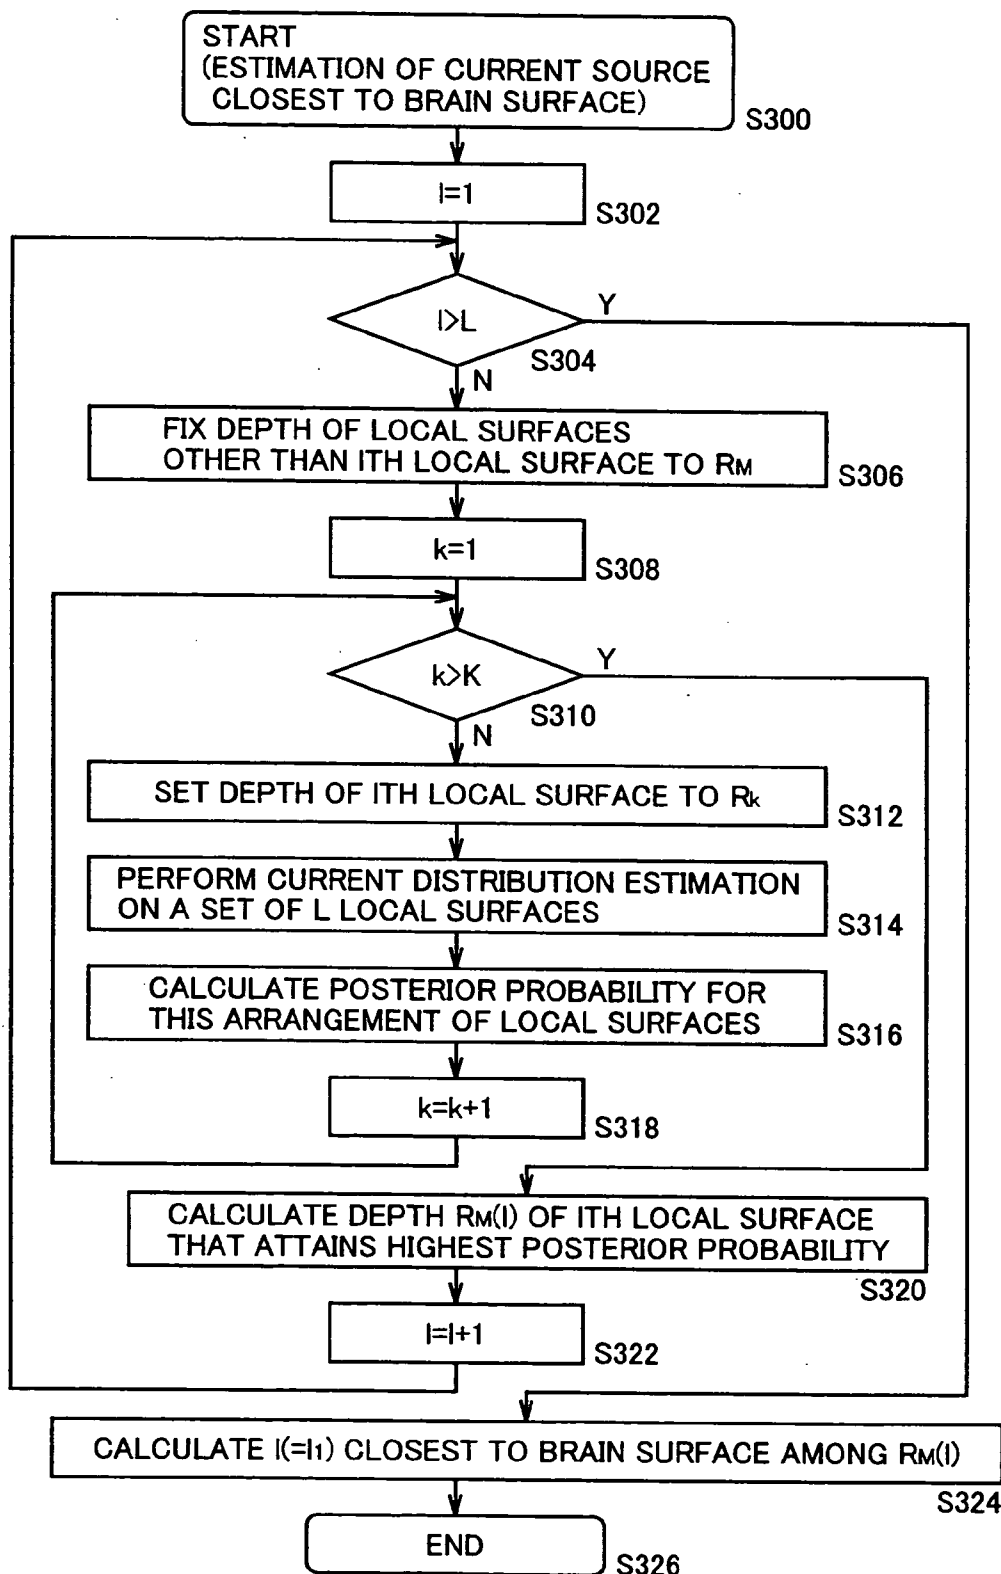 START
(ESTIMATION OF CURRENT SOURCE
CLOSEST TO BRAIN SURFACE)
S300
l=1
S302
l>L
Y
S304
N
FIX DEPTH OF LOCAL SURFACES
OTHER THAN lTH LOCAL SURFACE TO RM
S306
k=1
S308
k>K
Y
S310
N
SET DEPTH OF lTH LOCAL SURFACE TO Rk
S312
PERFORM CURRENT DISTRIBUTION ESTIMATION
ON A SET OF L LOCAL SURFACES
S314
CALCULATE POSTERIOR PROBABILITY FOR
THIS ARRANGEMENT OF LOCAL SURFACES
S316
k=k+1
S318
CALCULATE DEPTH RM(l) OF lTH LOCAL SURFACE
THAT ATTAINS HIGHEST POSTERIOR PROBABILITY
S320
l=l+1
S322
CALCULATE l(=l1) CLOSEST TO BRAIN SURFACE AMONG RM(l)
S324
END
S326